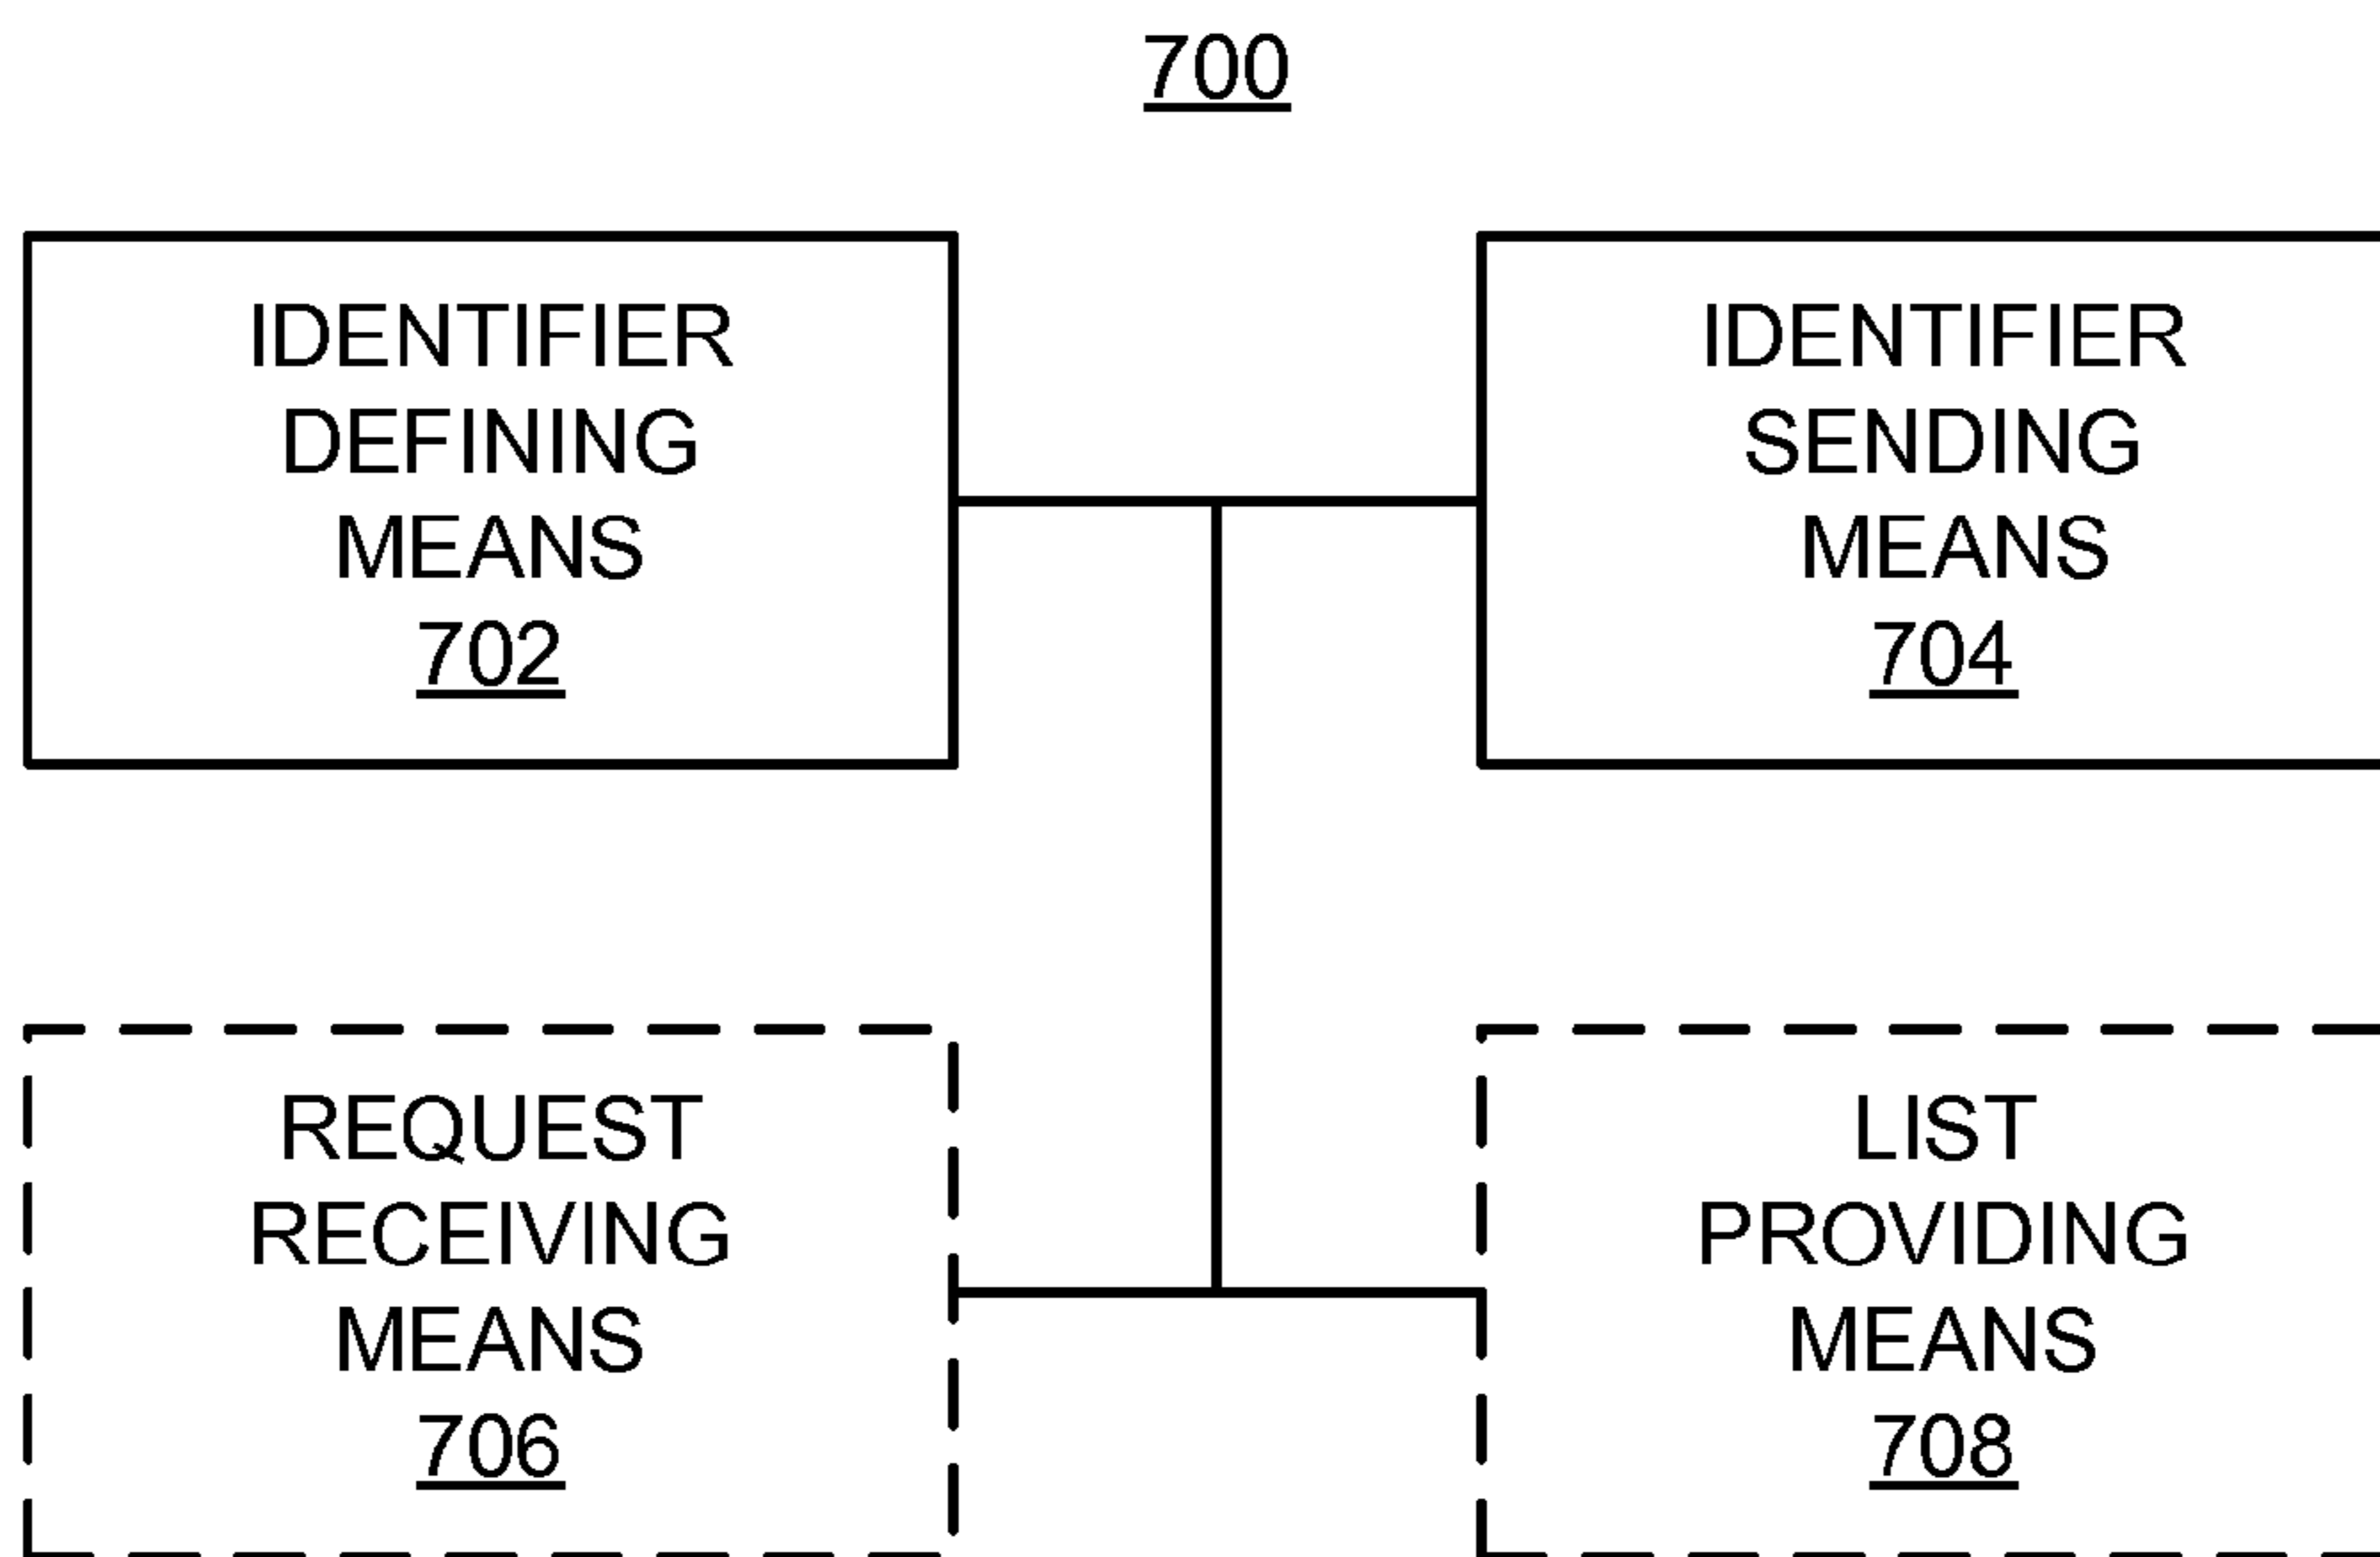 700
IDENTIFIER
DEFINING
MEANS
702
IDENTIFIER
SENDING
MEANS
704
REQUEST
RECEIVING
MEANS
706
LIST
PROVIDING
MEANS
708